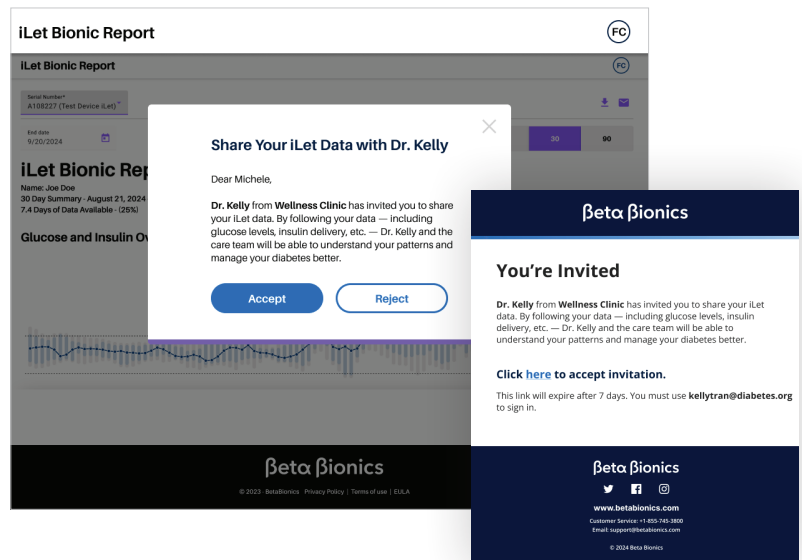 iLet Bionic Report
FC
iLet Bionic Report
FC
Serial Number*
A108227 (Test Device iLet)
End date
9/20/2024
30
90
iLet Bionic Rep
Name: Joe Doe
30 Day Summary - August 21, 2024
7.4 Days of Data Available - (25%)
Glucose and Insulin Ov
Share Your iLet Data with Dr. Kelly
Dear Michele,
Dr. Kelly from Wellness Clinic has invited you to share
your iLet data. By following your data — including
glucose levels, insulin delivery, etc. — Dr. Kelly and the
care team will be able to understand your patterns and
manage your diabetes better.
Accept
Reject
βetα βionics
© 2023 - BetaBionics Privacy Policy | Terms of use | EULA
βetα βionics
You’re Invited
Dr. Kelly from Wellness Clinic has invited you to share your iLet
data. By following your data — including glucose levels, insulin
delivery, etc. — Dr. Kelly and the care team will be able to
understand your patterns and manage your diabetes better.
Click here to accept invitation.
This link will expire after 7 days. You must use kellytran@diabetes.org
to sign in.
βetα βionics
www.betabionics.com
Customer Service: +1-855-745-3800
Email: support@betabionics.com
© 2024 Beta Bionics